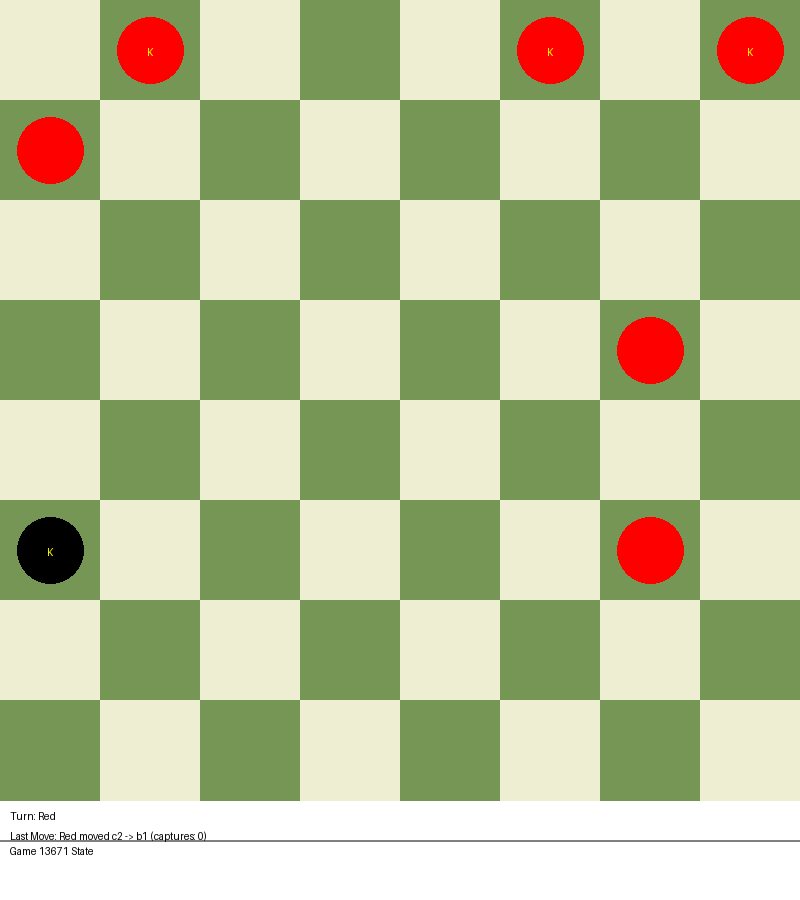 K K K
K
Turn: Red
Last Move: Red moved c2 -> b1 (captures: 0)
Game 13671 State